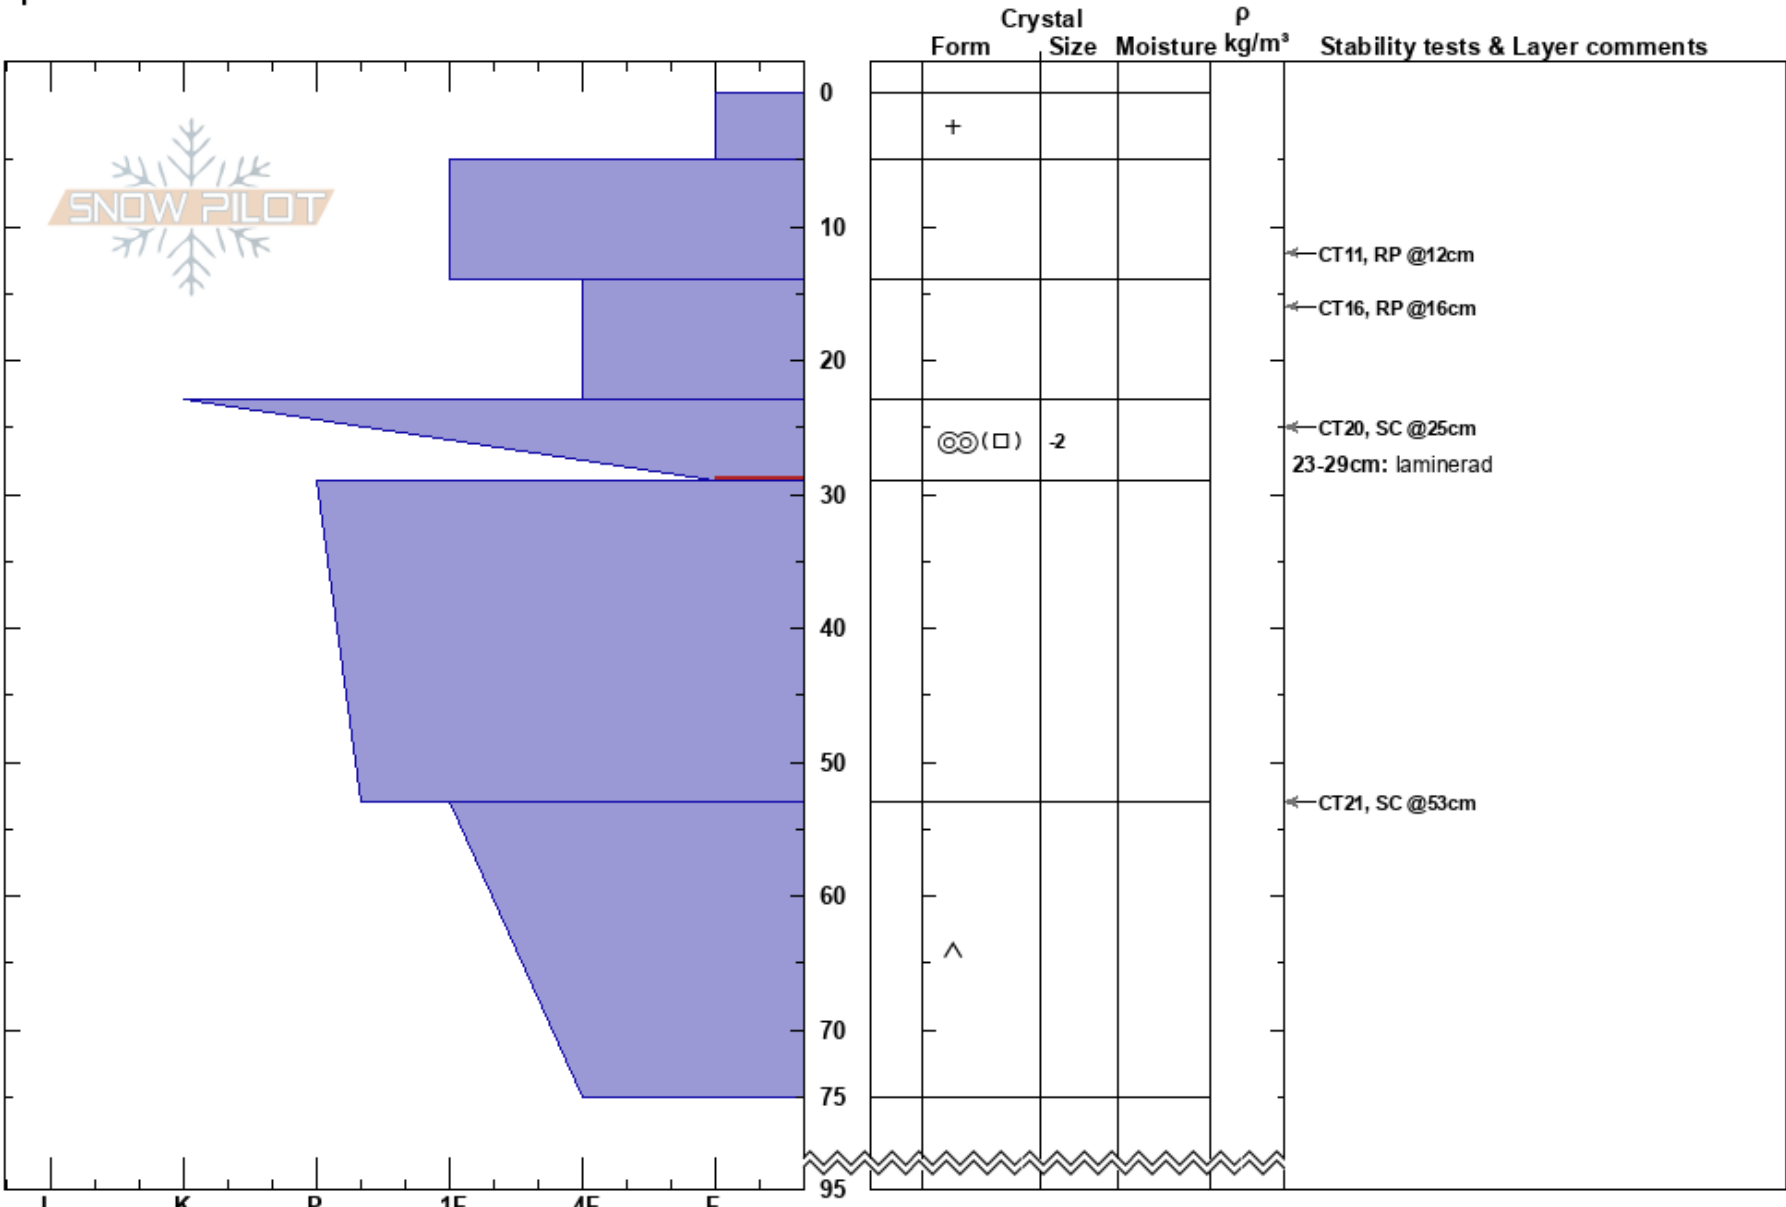 Crystal ρ
Form Size Moisture kg/m³ Stability tests & Layer comments
0
+
SNOW PILOT
10
CT11, RP @12cm
CT16, RP @16cm
20
CT20, SC @25cm
(□) -2
23-29cm: laminerad
30
40
50
CT21, SC @53cm
60
^
70
75
95
I K P 1F 4F F